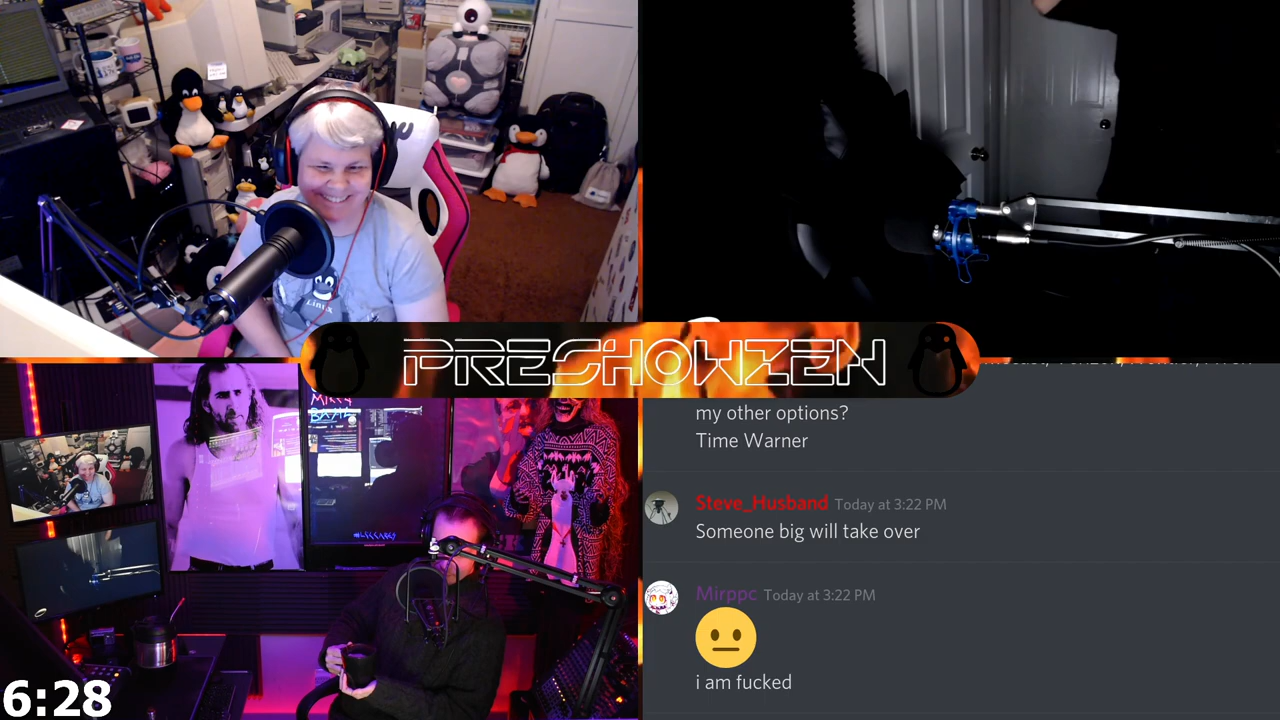 Linux
PRESHOWZEN
my other options?
Time Warner
Steve_Husband Today at 3:22 PM
Someone big will take over
Mirppc Today at 3:22 PM
i am fucked
6:28